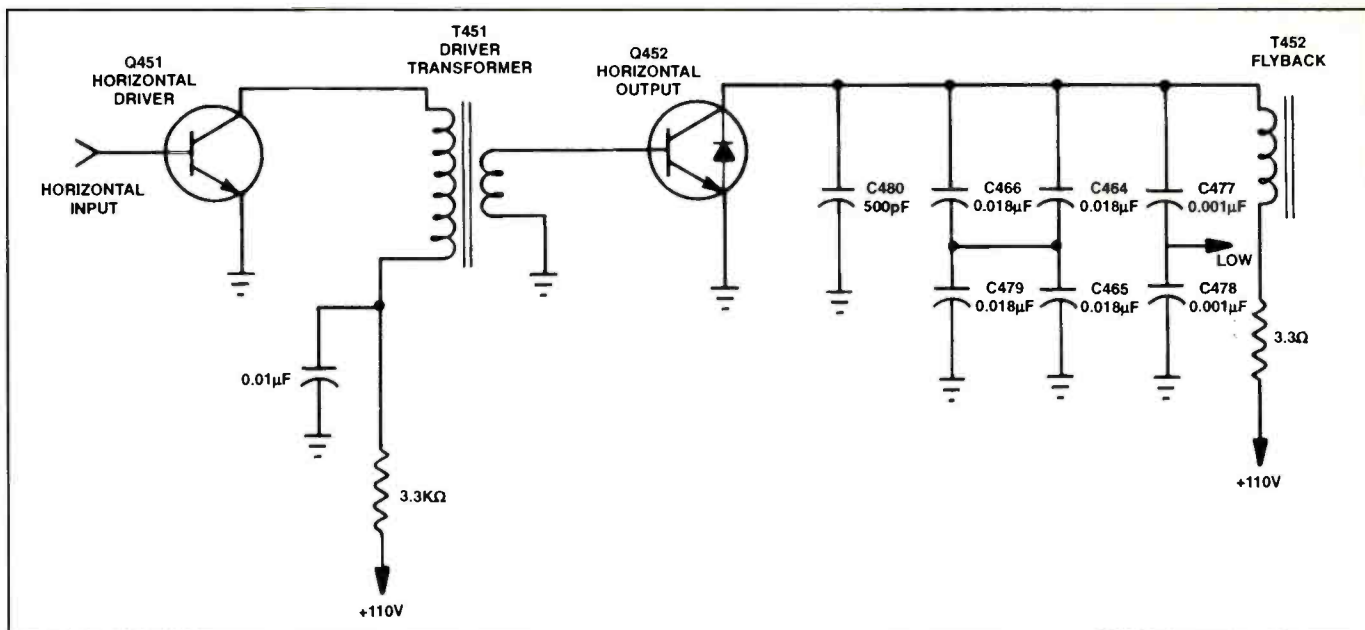 Q451
HORIZONTAL
DRIVER
T451
DRIVER
TRANSFORMER
Q452
HORIZONTAL
OUTPUT
T452
FLYBACK
HORIZONTAL
INPUT
C480
500pF
C466
0.018µF
C464
0.018µF
C477
0.001µF
LOW
C479
0.018µF
C465
0.018µF
C478
0.001µF
3.3Ω
0.01µF
3.3KΩ
+110V
+110V